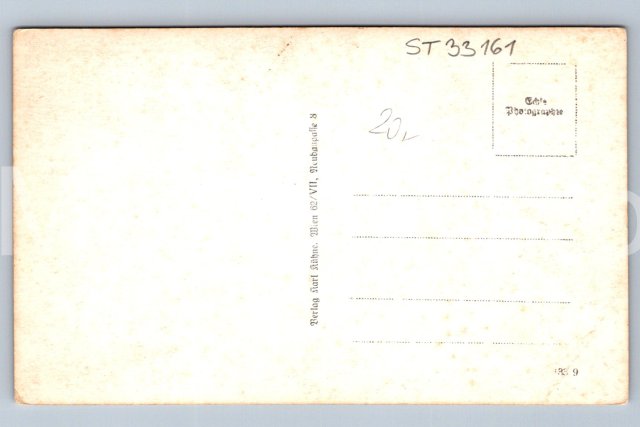 ST 33161
Echte
Photographie
20,-
Verlag Karl Kühne, Wien 62/VII, Neubaugasse 8
9